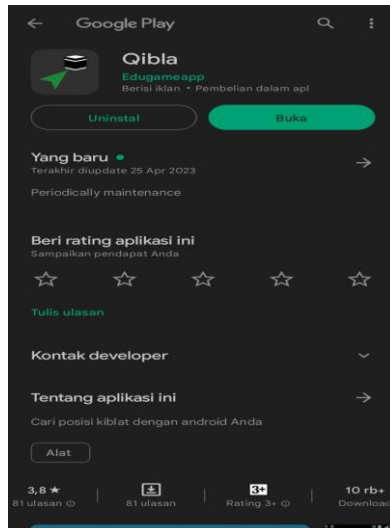 Google Play
Qibla
Edugameapp
Berisi iklan • Pembelian dalam apl
Uninstal
Buka
Yang baru •
Terakhir diupdate 25 Apr 2023
Periodically maintenance
Beri rating aplikasi ini
Sampaikan pendapat Anda
Tulis ulasan
Kontak developer
Tentang aplikasi ini
Cari posisi kiblat dengan android Anda
Alat
3,8 ★
81 ulasan
81 ulasan
3+
Rating 3+
10 rb+
Download